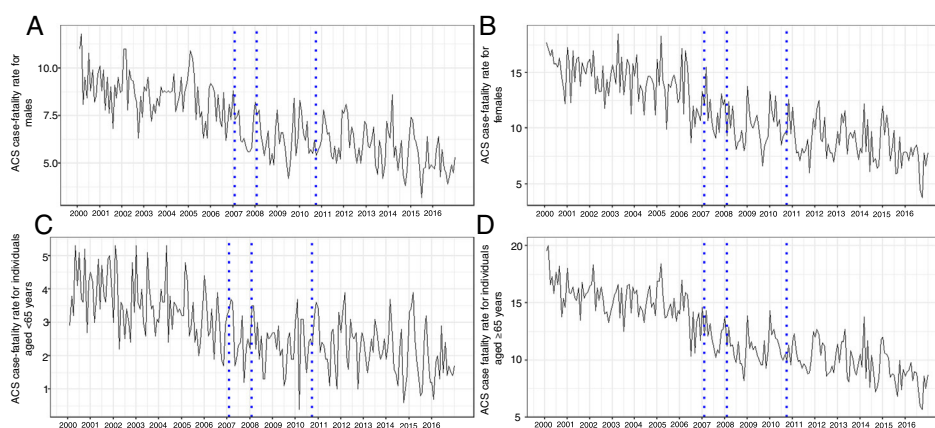 A
ACS case-fatality rate for
males
10.0
7.5
5.0
2000 2001 2002 2003 2004 2005 2006 2007 2008 2009 2010 2011 2012 2013 2014 2015 2016
B
ACS case-fatality rate for
females
15
10
5
2000 2001 2002 2003 2004 2005 2006 2007 2008 2009 2010 2011 2012 2013 2014 2015 2016
C
ACS case-fatality rate for individuals
aged <65 years
5
4
3
2
1
2000 2001 2002 2003 2004 2005 2006 2007 2008 2009 2010 2011 2012 2013 2014 2015 2016
D
ACS case fatality rate for individuals
aged ≥65 years
20
15
10
5
2000 2001 2002 2003 2004 2005 2006 2007 2008 2009 2010 2011 2012 2013 2014 2015 2016